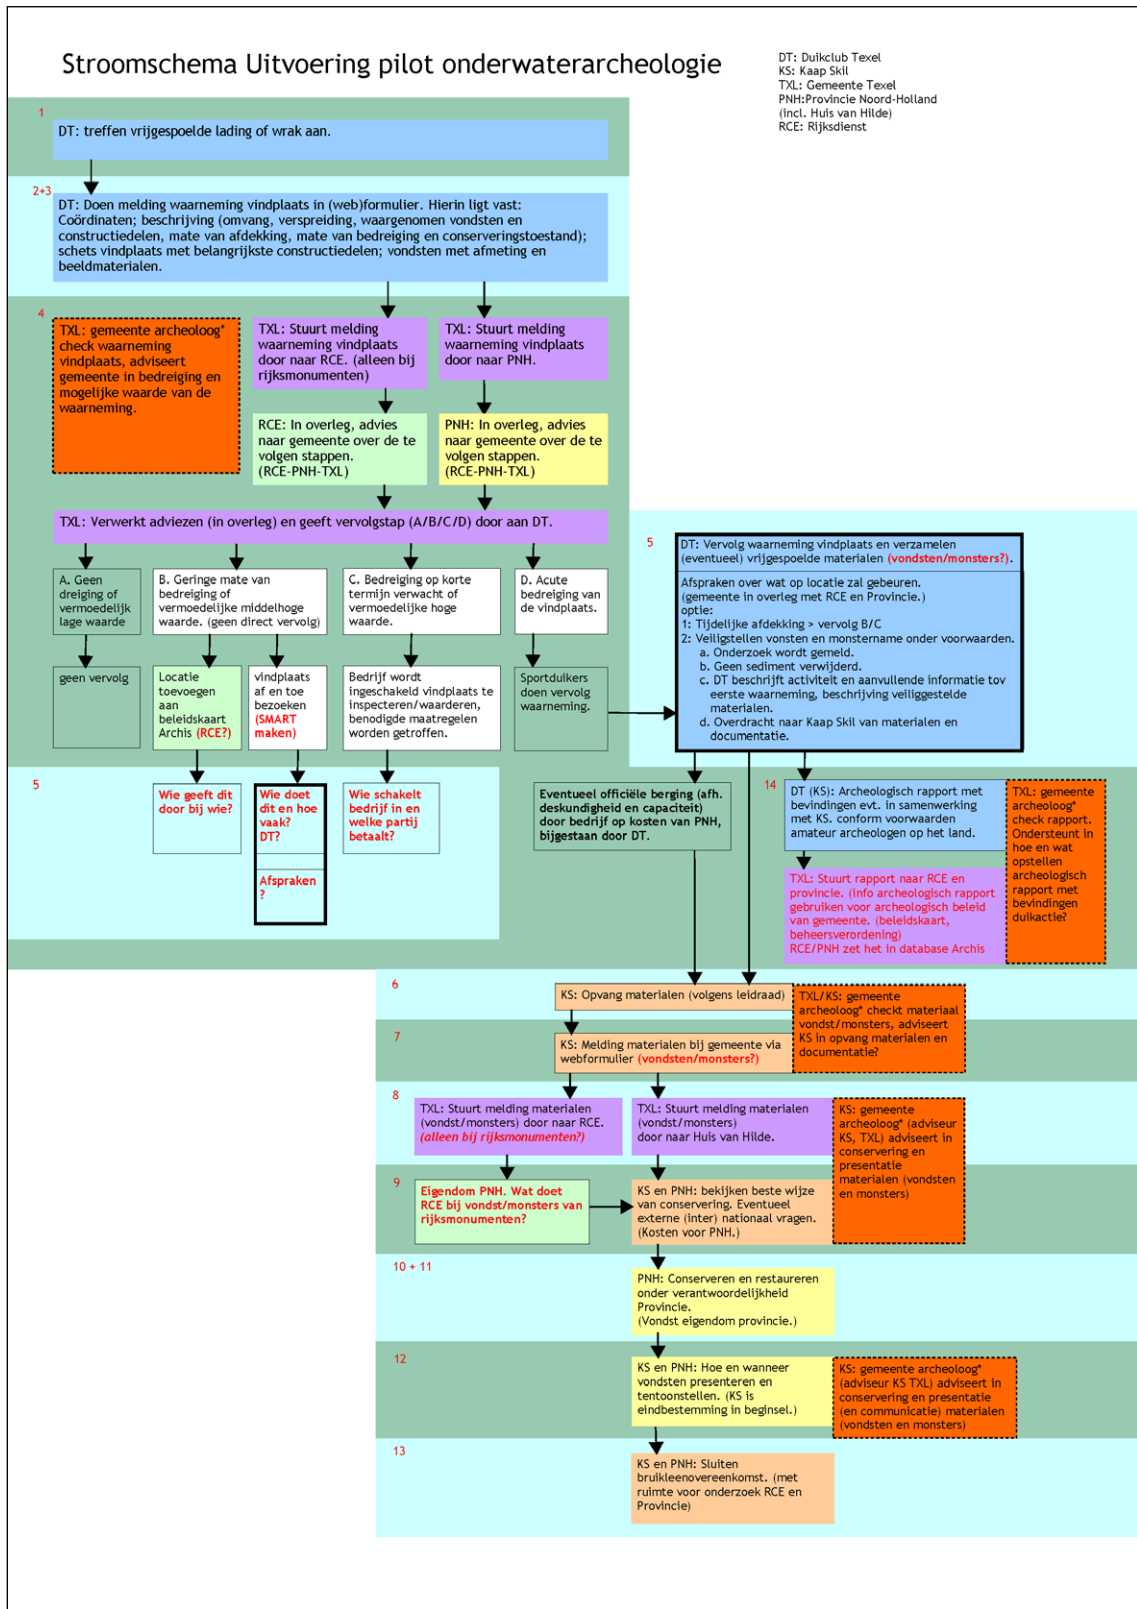 Stroomschema Uitvoering pilot onderwaterarcheologie
DT: Duikclub Texel
KS: Kaap Skil
TXL: Gemeente Texel
PNH:Provincie Noord-Holland
(incl. Huis van Hilde)
RCE: Rijksdienst
1
DT: treffen vrijgespoelde lading of wrak aan.
2+3
DT: Doen melding waarneming vindplaats in (web)formulier. Hierin ligt vast:
Coördinaten; beschrijving (omvang, verspreiding, waargenomen vondsten en
constructiedelen, mate van afdekking, mate van bedreiging en conserveringstoestand);
schets vindplaats met belangrijkste constructiedelen; vondsten met afmeting en
beeldmaterialen.
4
TXL: gemeente archeoloog*
check waarneming
vindplaats, adviseert
gemeente in bedreiging en
mogelijke waarde van de
waarneming.
TXL: Stuurt melding
waarneming vindplaats
door naar RCE. (alleen bij
rijksmonumenten)
TXL: Stuurt melding
waarneming vindplaats
door naar PNH.
RCE: In overleg, advies
naar gemeente over de te
volgen stappen.
(RCE-PNH-TXL)
PNH: In overleg, advies
naar gemeente over de te
volgen stappen.
(RCE-PNH-TXL)
TXL: Verwerkt adviezen (in overleg) en geeft vervolgstap (A/B/C/D) door aan DT.
A. Geen
dreiging of
vermoedelijk
lage waarde
B. Geringe mate van
bedreiging of
vermoedelijke middelhoge
waarde. (geen direct vervolg)
C. Bedreiging op korte
termijn verwacht of
vermoedelijke hoge
waarde.
D. Acute
bedreiging van
de vindplaats.
geen vervolg
Locatie
toevoegen
aan
beleidskaart
Archis (RCE?)
vindplaats
af en toe
bezoeken
(SMART
maken)
Bedrijf wordt
ingeschakeld vindplaats te
inspecteren/waarderen,
benodigde maatregelen
worden getroffen.
Sportduikers
doen vervolg
waarneming.
5
DT: Vervolg waarneming vindplaats en verzamelen
(eventueel) vrijgespoelde materialen (vondsten/monsters?).
Afspraken over wat op locatie zal gebeuren.
(gemeente in overleg met RCE en Provincie.)
optie:
1: Tijdelijke afdekking > vervolg B/C
2: Veiligstellen vonsten en monstername onder voorwaarden.
a. Onderzoek wordt gemeld.
b. Geen sediment verwijderd.
c. DT beschrijft activiteit en aanvullende informatie tov
eerste waarneming, beschrijving veiliggestelde
materialen.
d. Overdracht naar Kaap Skil van materialen en
documentatie.
5
Wie geeft dit
door bij wie?
Wie doet
dit en hoe
vaak?
DT?
Afspraken
?
Wie schakelt
bedrijf in en
welke partij
betaalt?
Eventueel officiële berging (afh.
deskundigheid en capaciteit)
door bedrijf op kosten van PNH,
bijgestaan door DT.
14
DT (KS): Archeologisch rapport met
bevindingen evt. in samenwerking
met KS. conform voorwaarden
amateur archeologen op het land.
TXL: Stuurt rapport naar RCE en
provincie. (info archeologisch rapport
gebruiken voor archeologisch beleid
van gemeente. (beleidskaart,
beheersverordening)
RCE/PNH zet het in database Archis
TXL: gemeente
archeoloog*
check rapport.
Ondersteunt in
hoe en wat
opstellen
archeologisch
rapport met
bevindingen
duikactie?
6
KS: Opvang materialen (volgens leidraad)
TXL/KS: gemeente
archeoloog* checkt materiaal
vondst/monsters, adviseert
KS in opvang materialen en
documentatie?
7
KS: Melding materialen bij gemeente via
webformulier (vondsten/monsters?)
8
TXL: Stuurt melding materialen
(vondst/monsters) door naar RCE.
(alleen bij rijksmonumenten?)
TXL: Stuurt melding materialen
(vondst/monsters)
door naar Huis van Hilde.
KS: gemeente
archeoloog* (adviseur
KS, TXL) adviseert in
conservering en
presentatie
materialen (vondsten
en monsters)
9
Eigendom PNH. Wat doet
RCE bij vondst/monsters van
rijksmonumenten?
KS en PNH: bekijken beste wijze
van conservering. Eventueel
externe (inter) nationaal vragen.
(Kosten voor PNH.)
10 + 11
PNH: Conserveren en restaureren
onder verantwoordelijkheid
Provincie.
(Vondst eigendom provincie.)
12
KS en PNH: Hoe en wanneer
vondsten presenteren en
tentoonstellen. (KS is
eindbestemming in beginsel.)
KS: gemeente archeoloog*
(adviseur KS TXL) adviseert in
conservering en presentatie
(en communicatie) materialen
(vondsten en monsters)
13
KS en PNH: Sluiten
bruikleenovereenkomst. (met
ruimte voor onderzoek RCE en
Provincie)